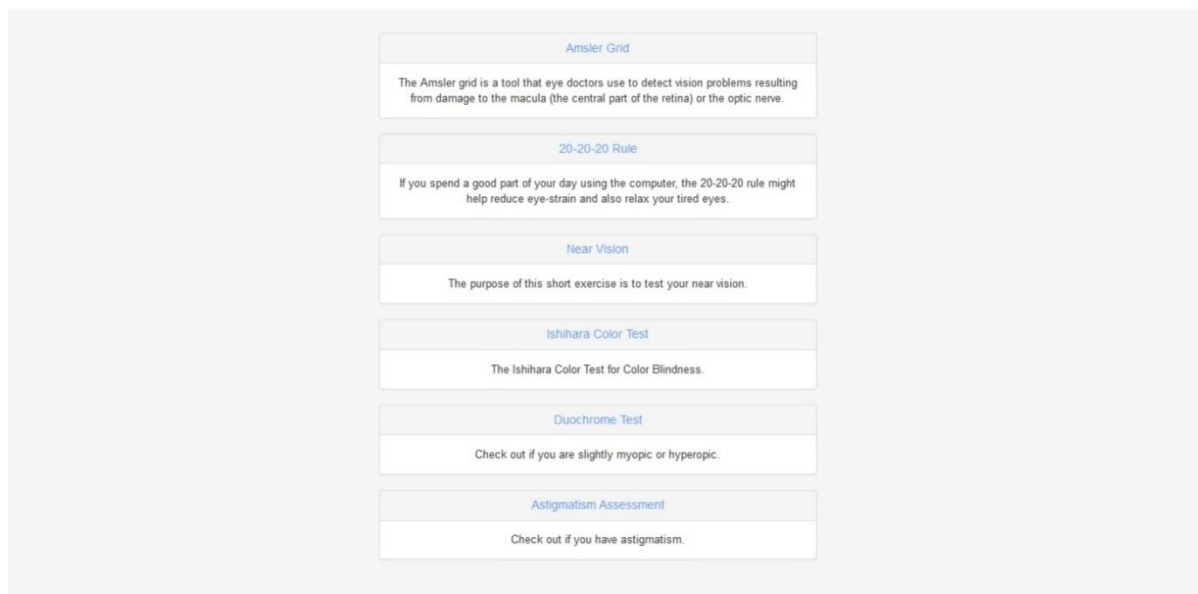 Amsler Grid
The Amsler grid is a tool that eye doctors use to detect vision problems resulting
from damage to the macula (the central part of the retina) or the optic nerve.
20-20-20 Rule
If you spend a good part of your day using the computer, the 20-20-20 rule might
help reduce eye-strain and also relax your tired eyes.
Near Vision
The purpose of this short exercise is to test your near vision.
Ishihara Color Test
The Ishihara Color Test for Color Blindness.
Duochrome Test
Check out if you are slightly myopic or hyperopic.
Astigmatism Assessment
Check out if you have astigmatism.